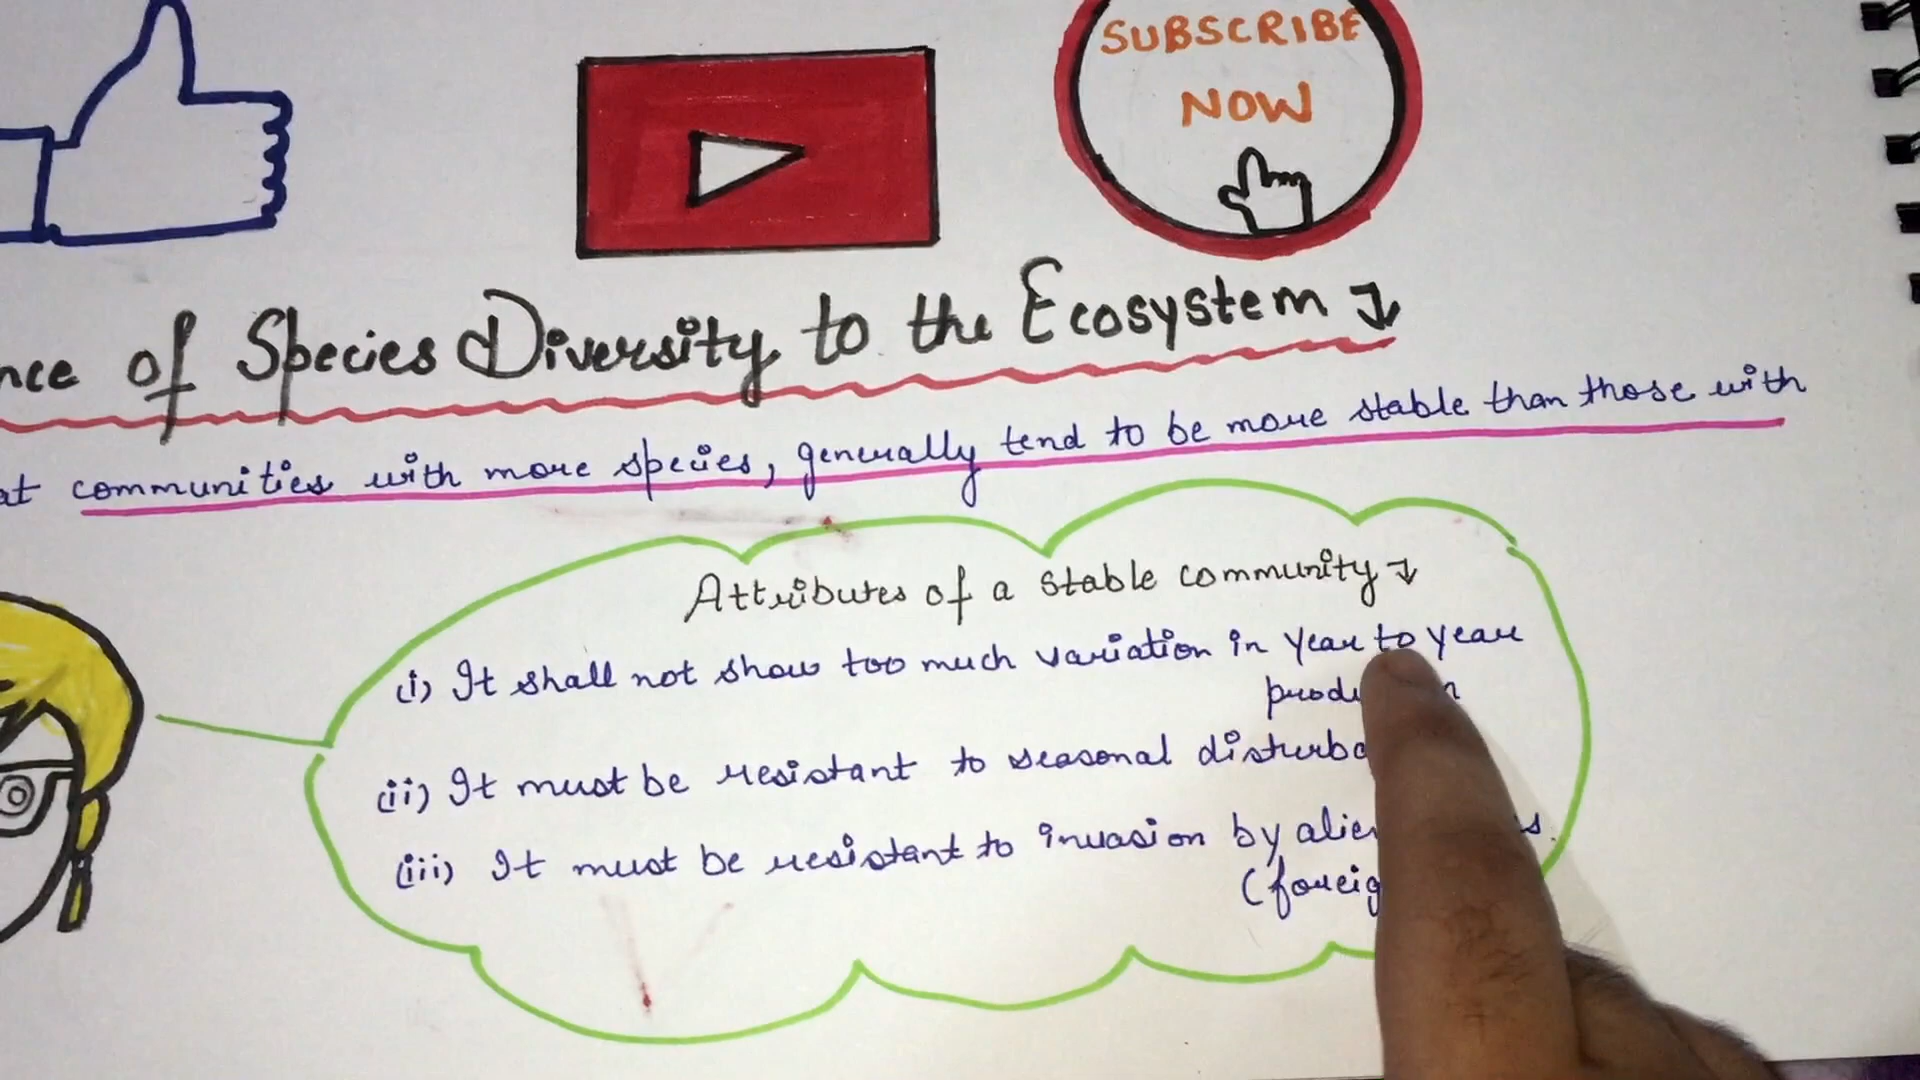 SUBSCRIBE
NOW
of Species Diversity to the Ecosystem
communities with more species, generally tend to be more stable than those with
Attributes of a stable community
(i) It shall not show too much variation in year to year
(ii) It must be resistant to seasonal
(iii) It must be resistant to invasion by